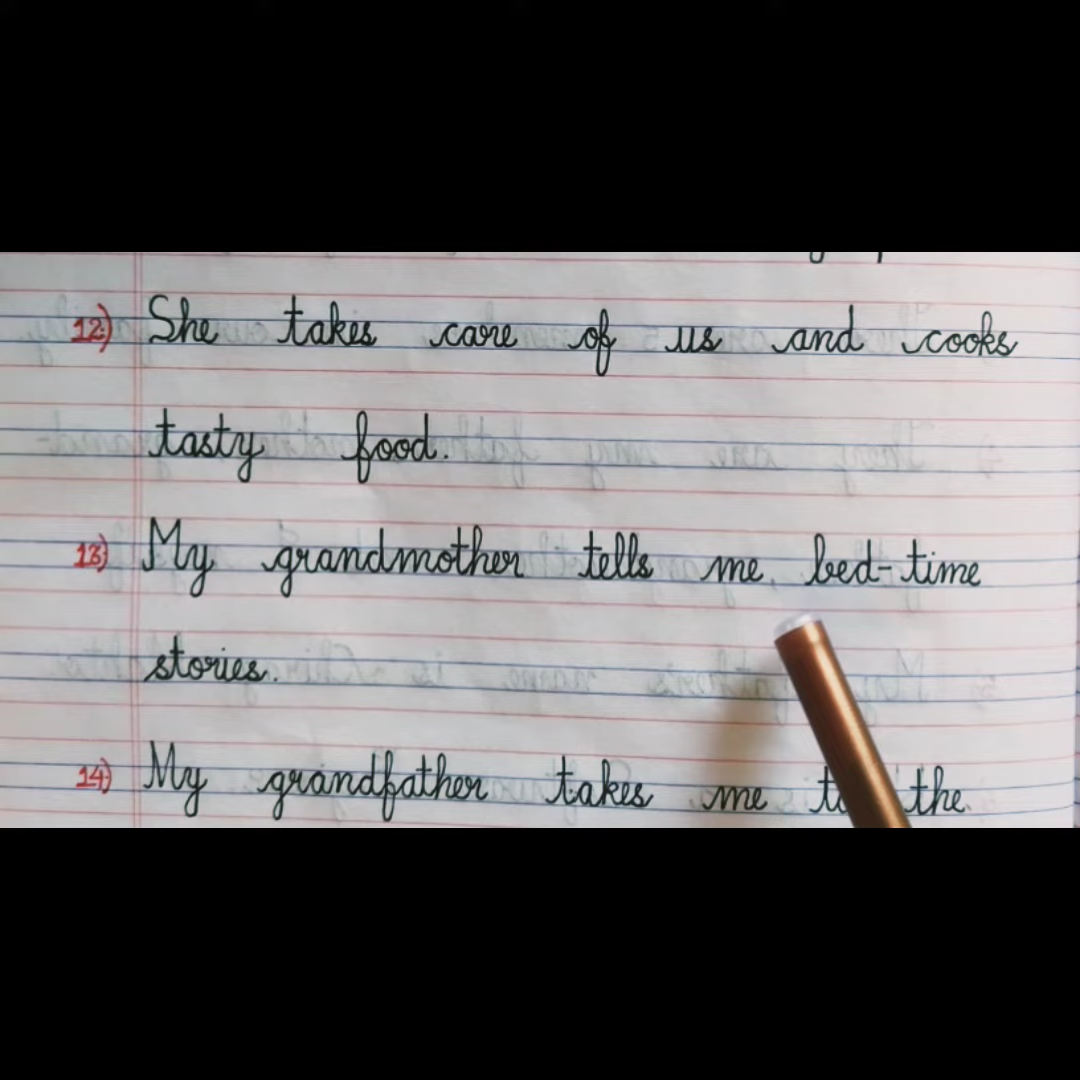 12) She takes care of us and cooks
tasty food.
13) My grandmother tells me bed-time
stories.
14) My grandfather takes me to the